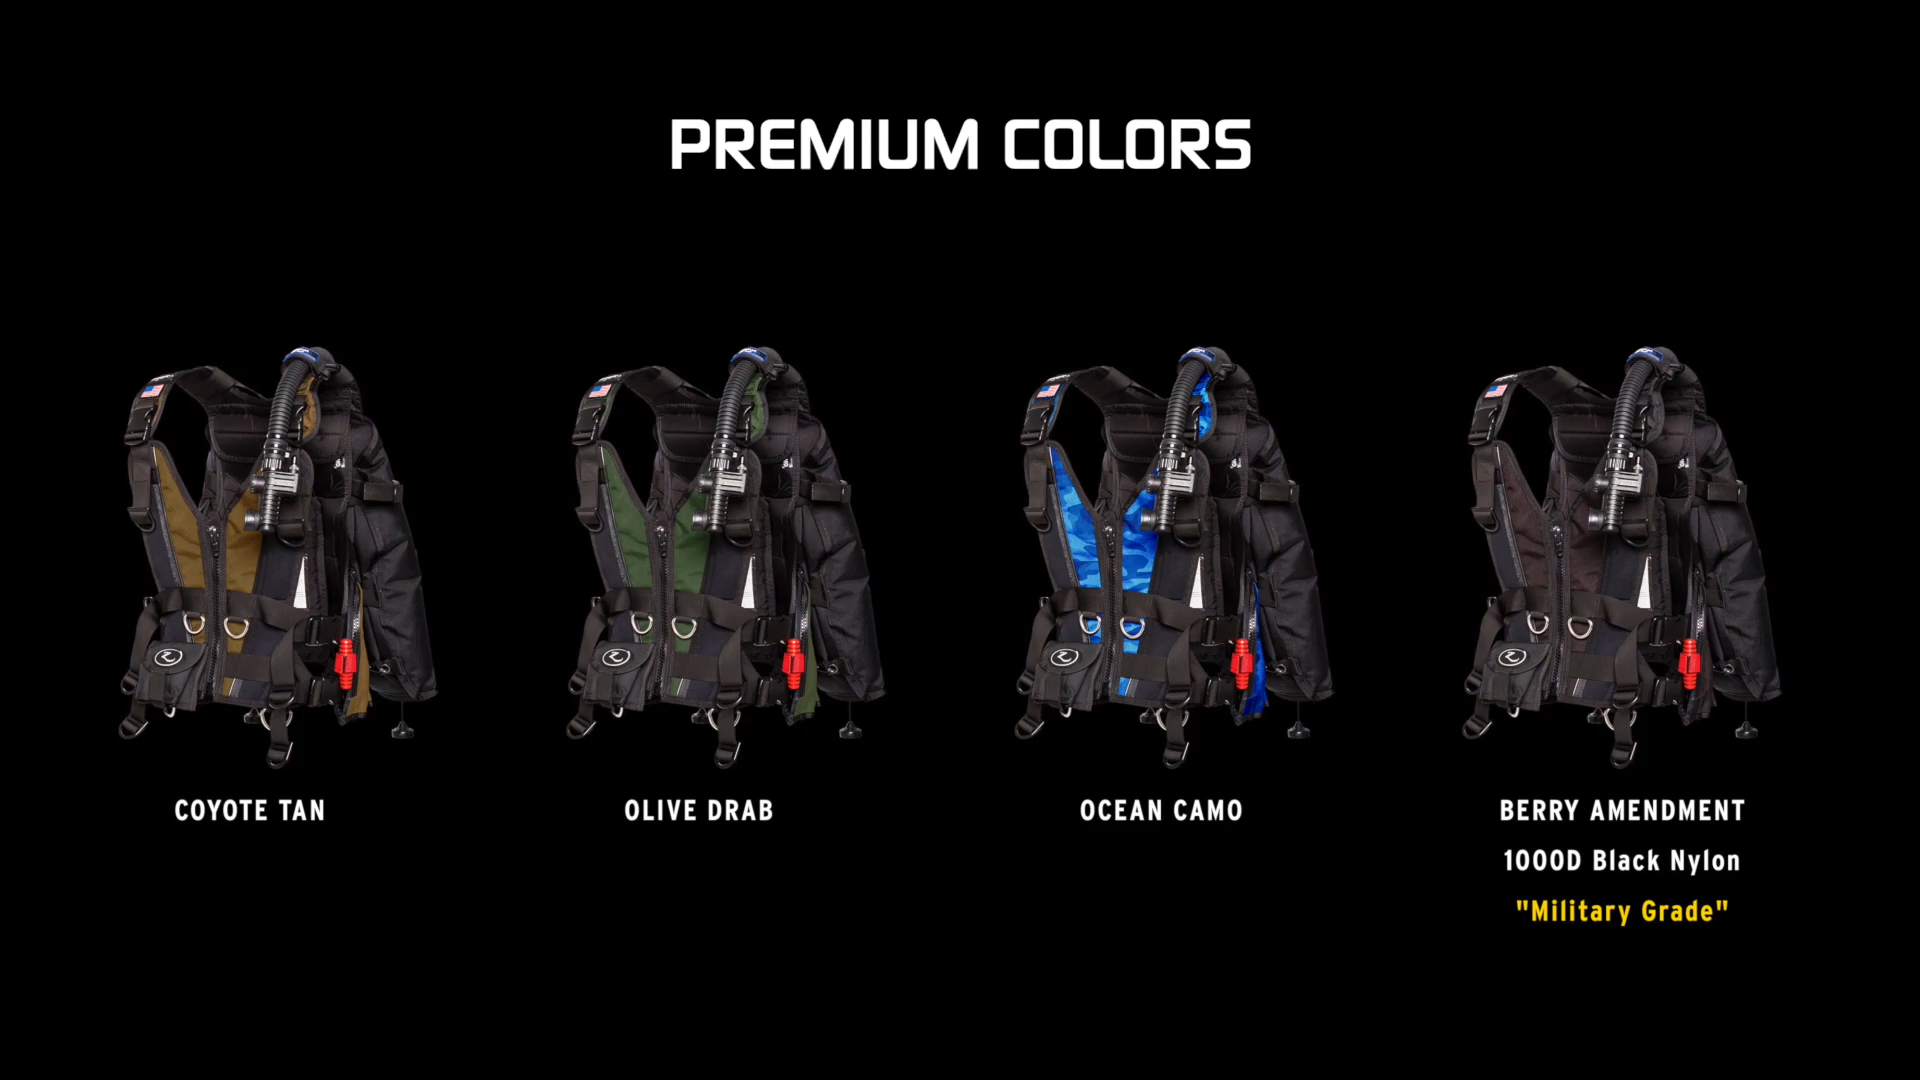 PREMIUM COLORS
COYOTE TAN
OLIVE DRAB
OCEAN CAMO
BERRY AMENDMENT
1000D Black Nylon
"Military Grade"